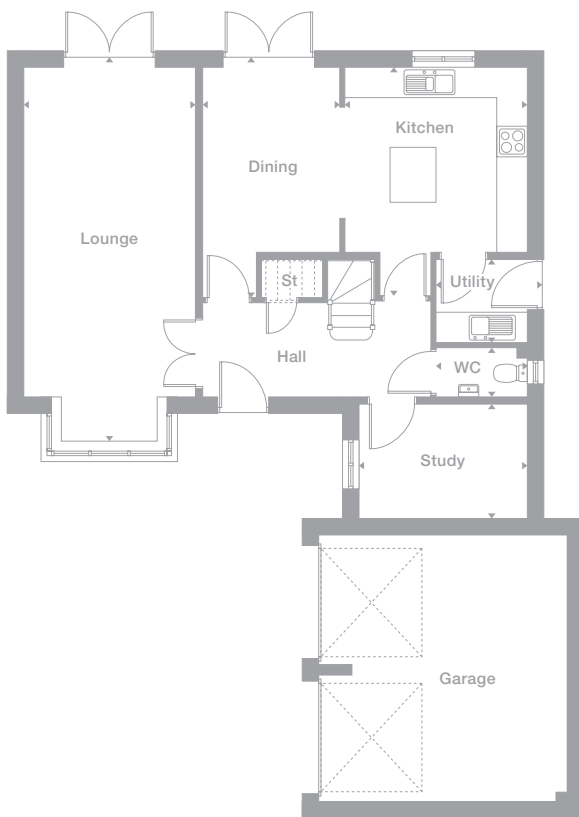 Kitchen
Dining
Lounge
St
Utility
Hall
WC
Study
Garage